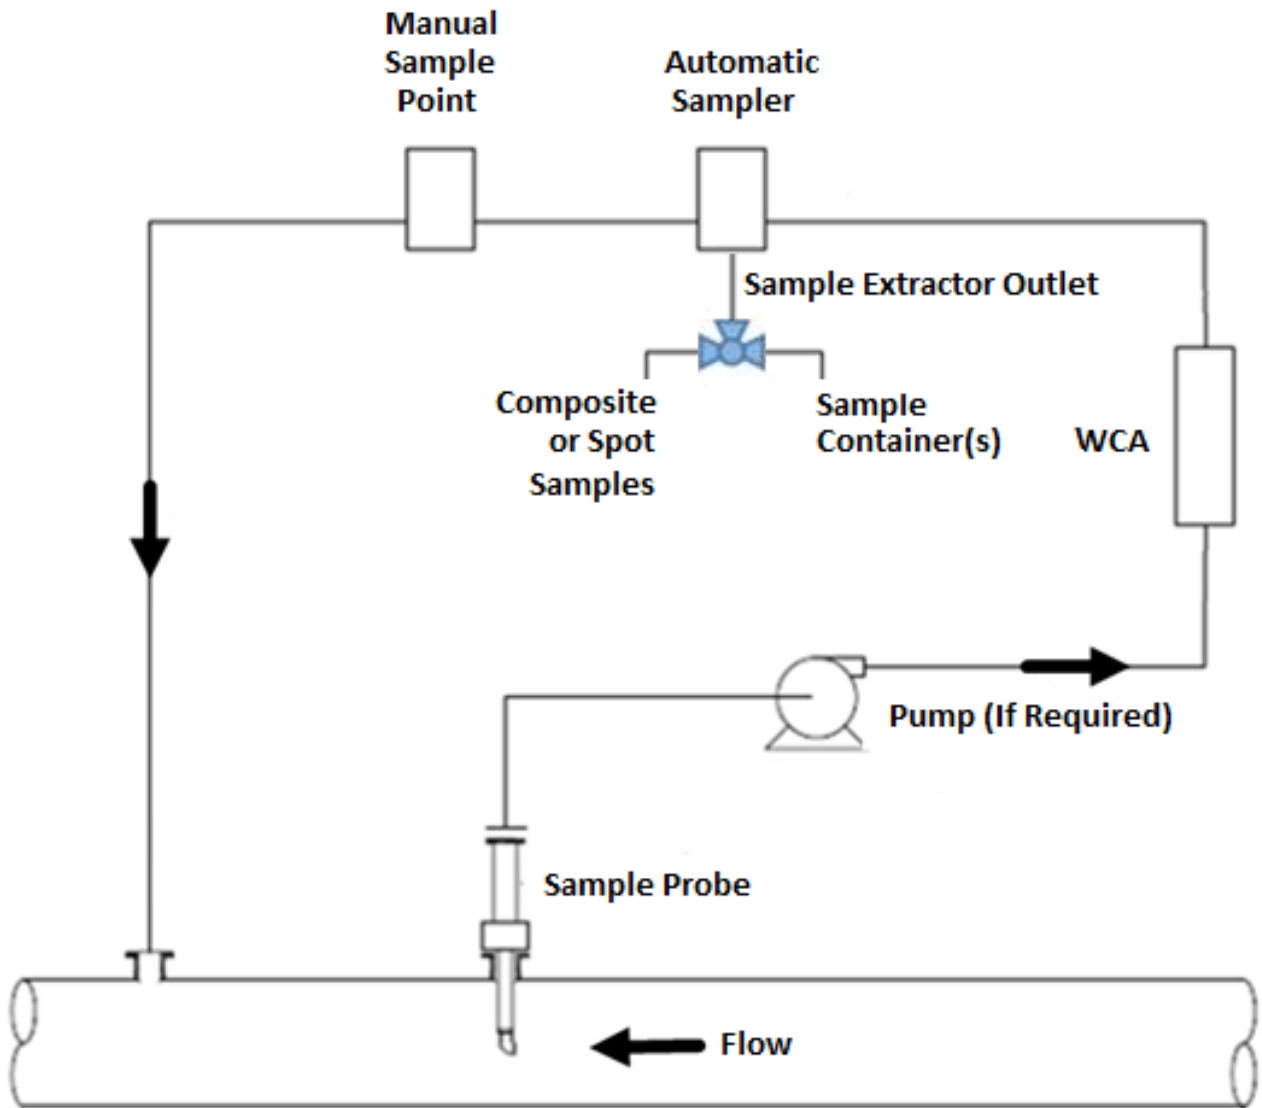 Manual
Sample
Point
Automatic
Sampler
Sample Extractor Outlet
Composite
or Spot
Samples
Sample
Container(s)
WCA
Pump (If Required)
Sample Probe
Flow